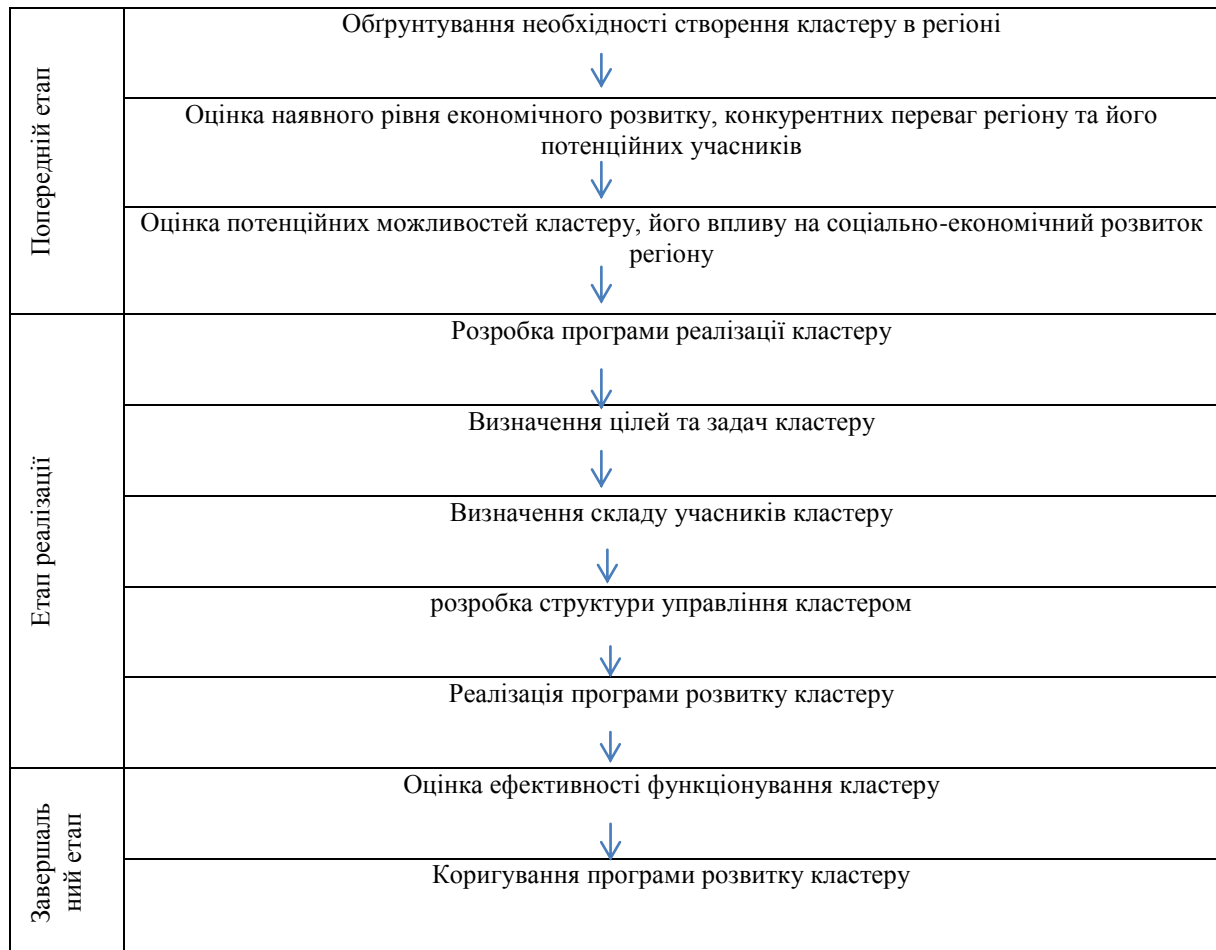 Попередній етап
Обґрунтування необхідності створення кластеру в регіоні
Оцінка наявного рівня економічного розвитку, конкурентних переваг регіону та його
потенційних учасників
Оцінка потенційних можливостей кластеру, його впливу на соціально-економічний розвиток
регіону
Етап реалізації
Розробка програми реалізації кластеру
Визначення цілей та задач кластеру
Визначення складу учасників кластеру
розробка структури управління кластером
Реалізація програми розвитку кластеру
Завершаль
ний етап
Оцінка ефективності функціонування кластеру
Коригування програми розвитку кластеру